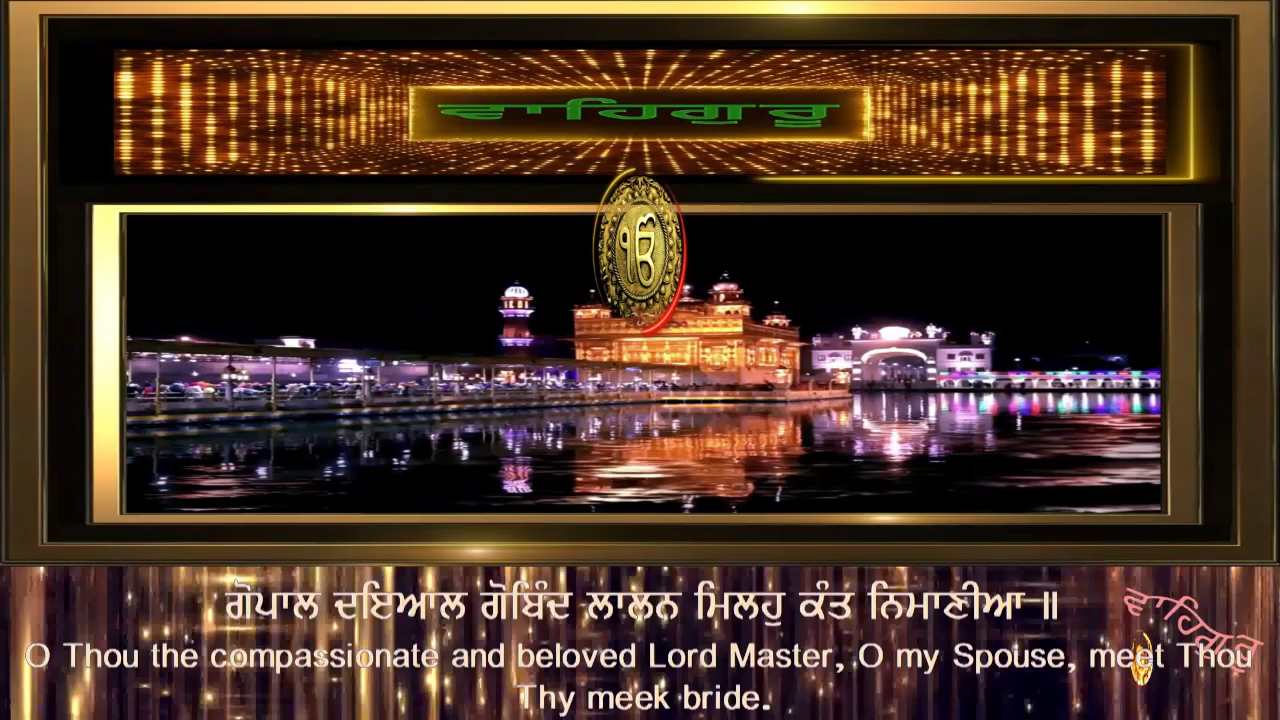 ਵਾਹਿਗੁਰੂ
ੴ
ਗੋਪਾਲ ਦਇਆਲ ਗੋਬਿੰਦ ਲਾਲਨ ਮਿਲਹੁ ਕੰਤ ਨਿਮਾਣੀਆ ॥
ਵਾਹਿਗੁਰੂ
O Thou the compassionate and beloved Lord Master, O my Spouse, meet Thou
Thy meek bride.